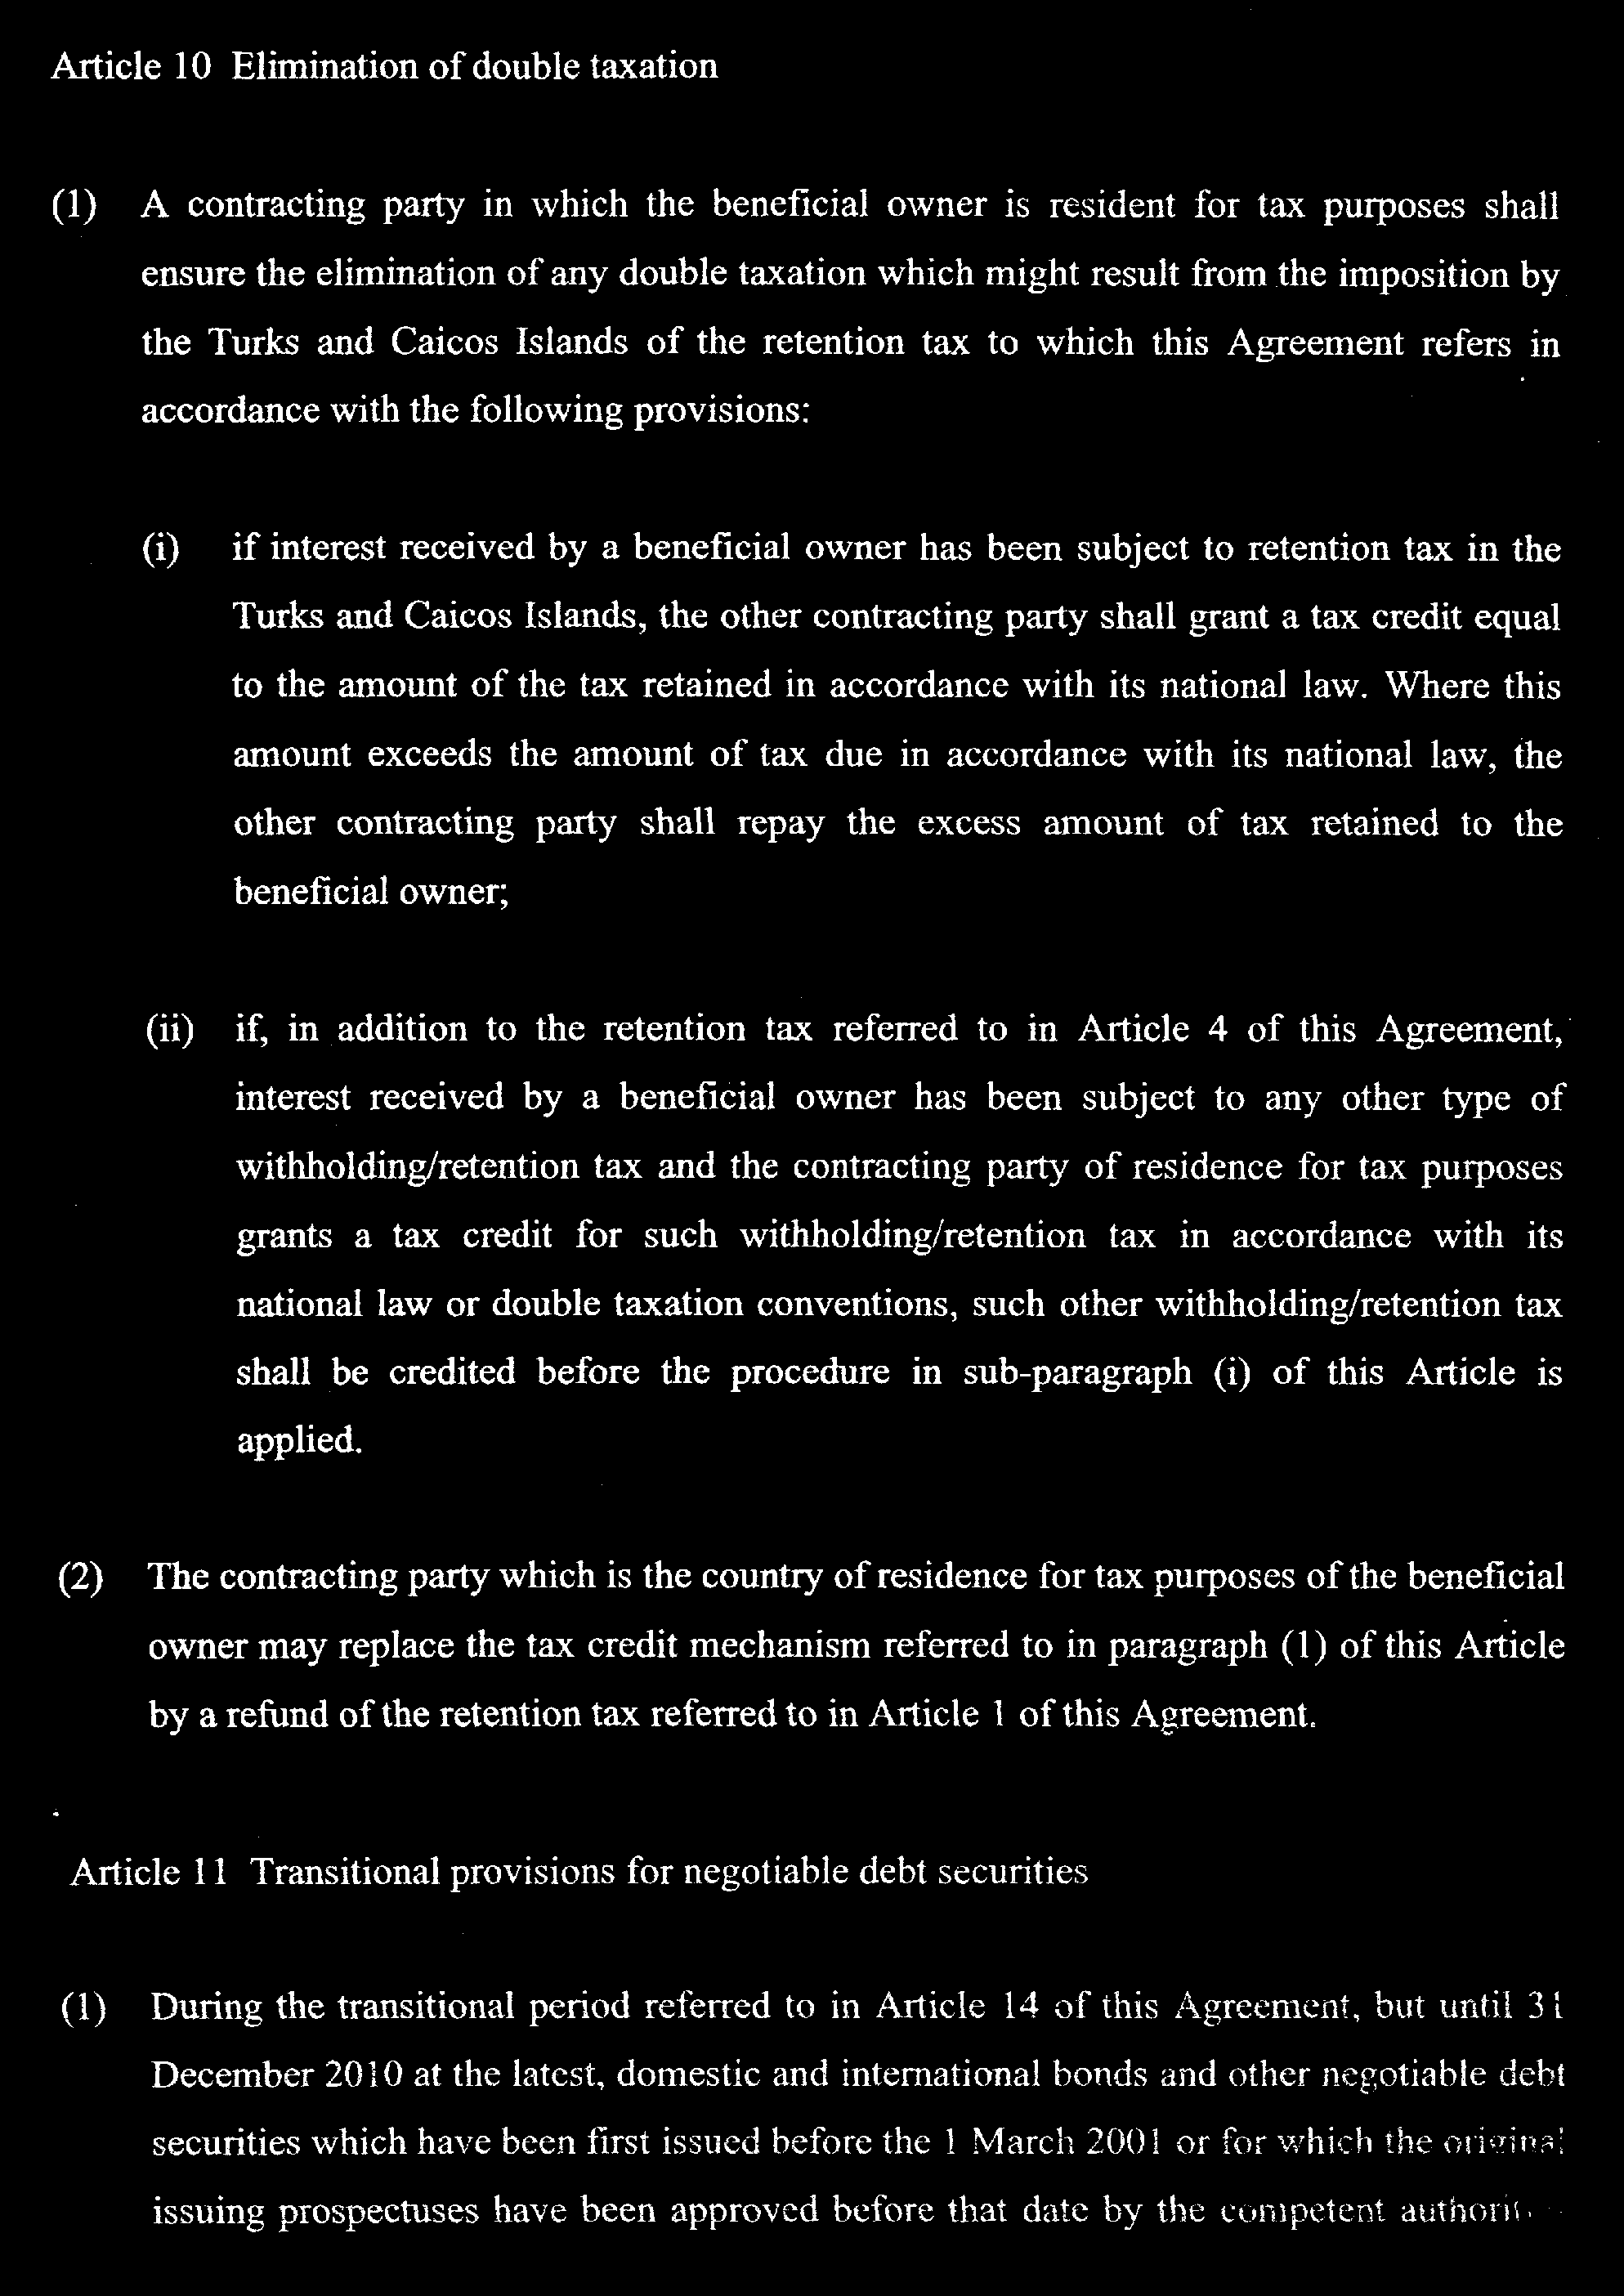 Article 10 Elimination of double taxation
(1) A contracting party in which the beneficial owner is resident for tax purposes shall
ensure the elimination of any double taxation which might result from the imposition by
the Turks and Caicos Islands of the retention tax to which this Agreement refers in
accordance with the following provisions:
(i) if interest received by a beneficial owner has been subject to retention tax in the
Turks and Caicos Islands, the other contracting party shall grant a tax credit equal
to the amount of the tax retained in accordance with its national law. Where this
amount exceeds the amount of tax due in accordance with its national law, the
other contracting party shall repay the excess amount of tax retained to the
beneficial owner;
(ii) if, in addition to the retention tax referred to in Article 4 of this Agreement,
interest received by a beneficial owner has been subject to any other type of
withholding/retention tax and the contracting party of residence for tax purposes
grants a tax credit for such withholding/retention tax in accordance with its
national law or double taxation conventions, such other withholding/retention tax
shall be credited before the procedure in sub-paragraph (i) of this Article is
applied.
(2) The contracting party which is the country of residence for tax purposes of the beneficial
owner may replace the tax credit mechanism referred to in paragraph (1) of this Article
by a refund of the retention tax referred to in Article 1 of this Agreement.
Article 11 Transitional provisions for negotiable debt securities
(1) During the transitional period referred to in Article 14 of this Agreement, but until 31
December 2010 at the latest, domestic and international bonds and other negotiable debt
securities which have been first issued before the 1 March 2001 or for which the original
issuing prospectuses have been approved before that date by the competent